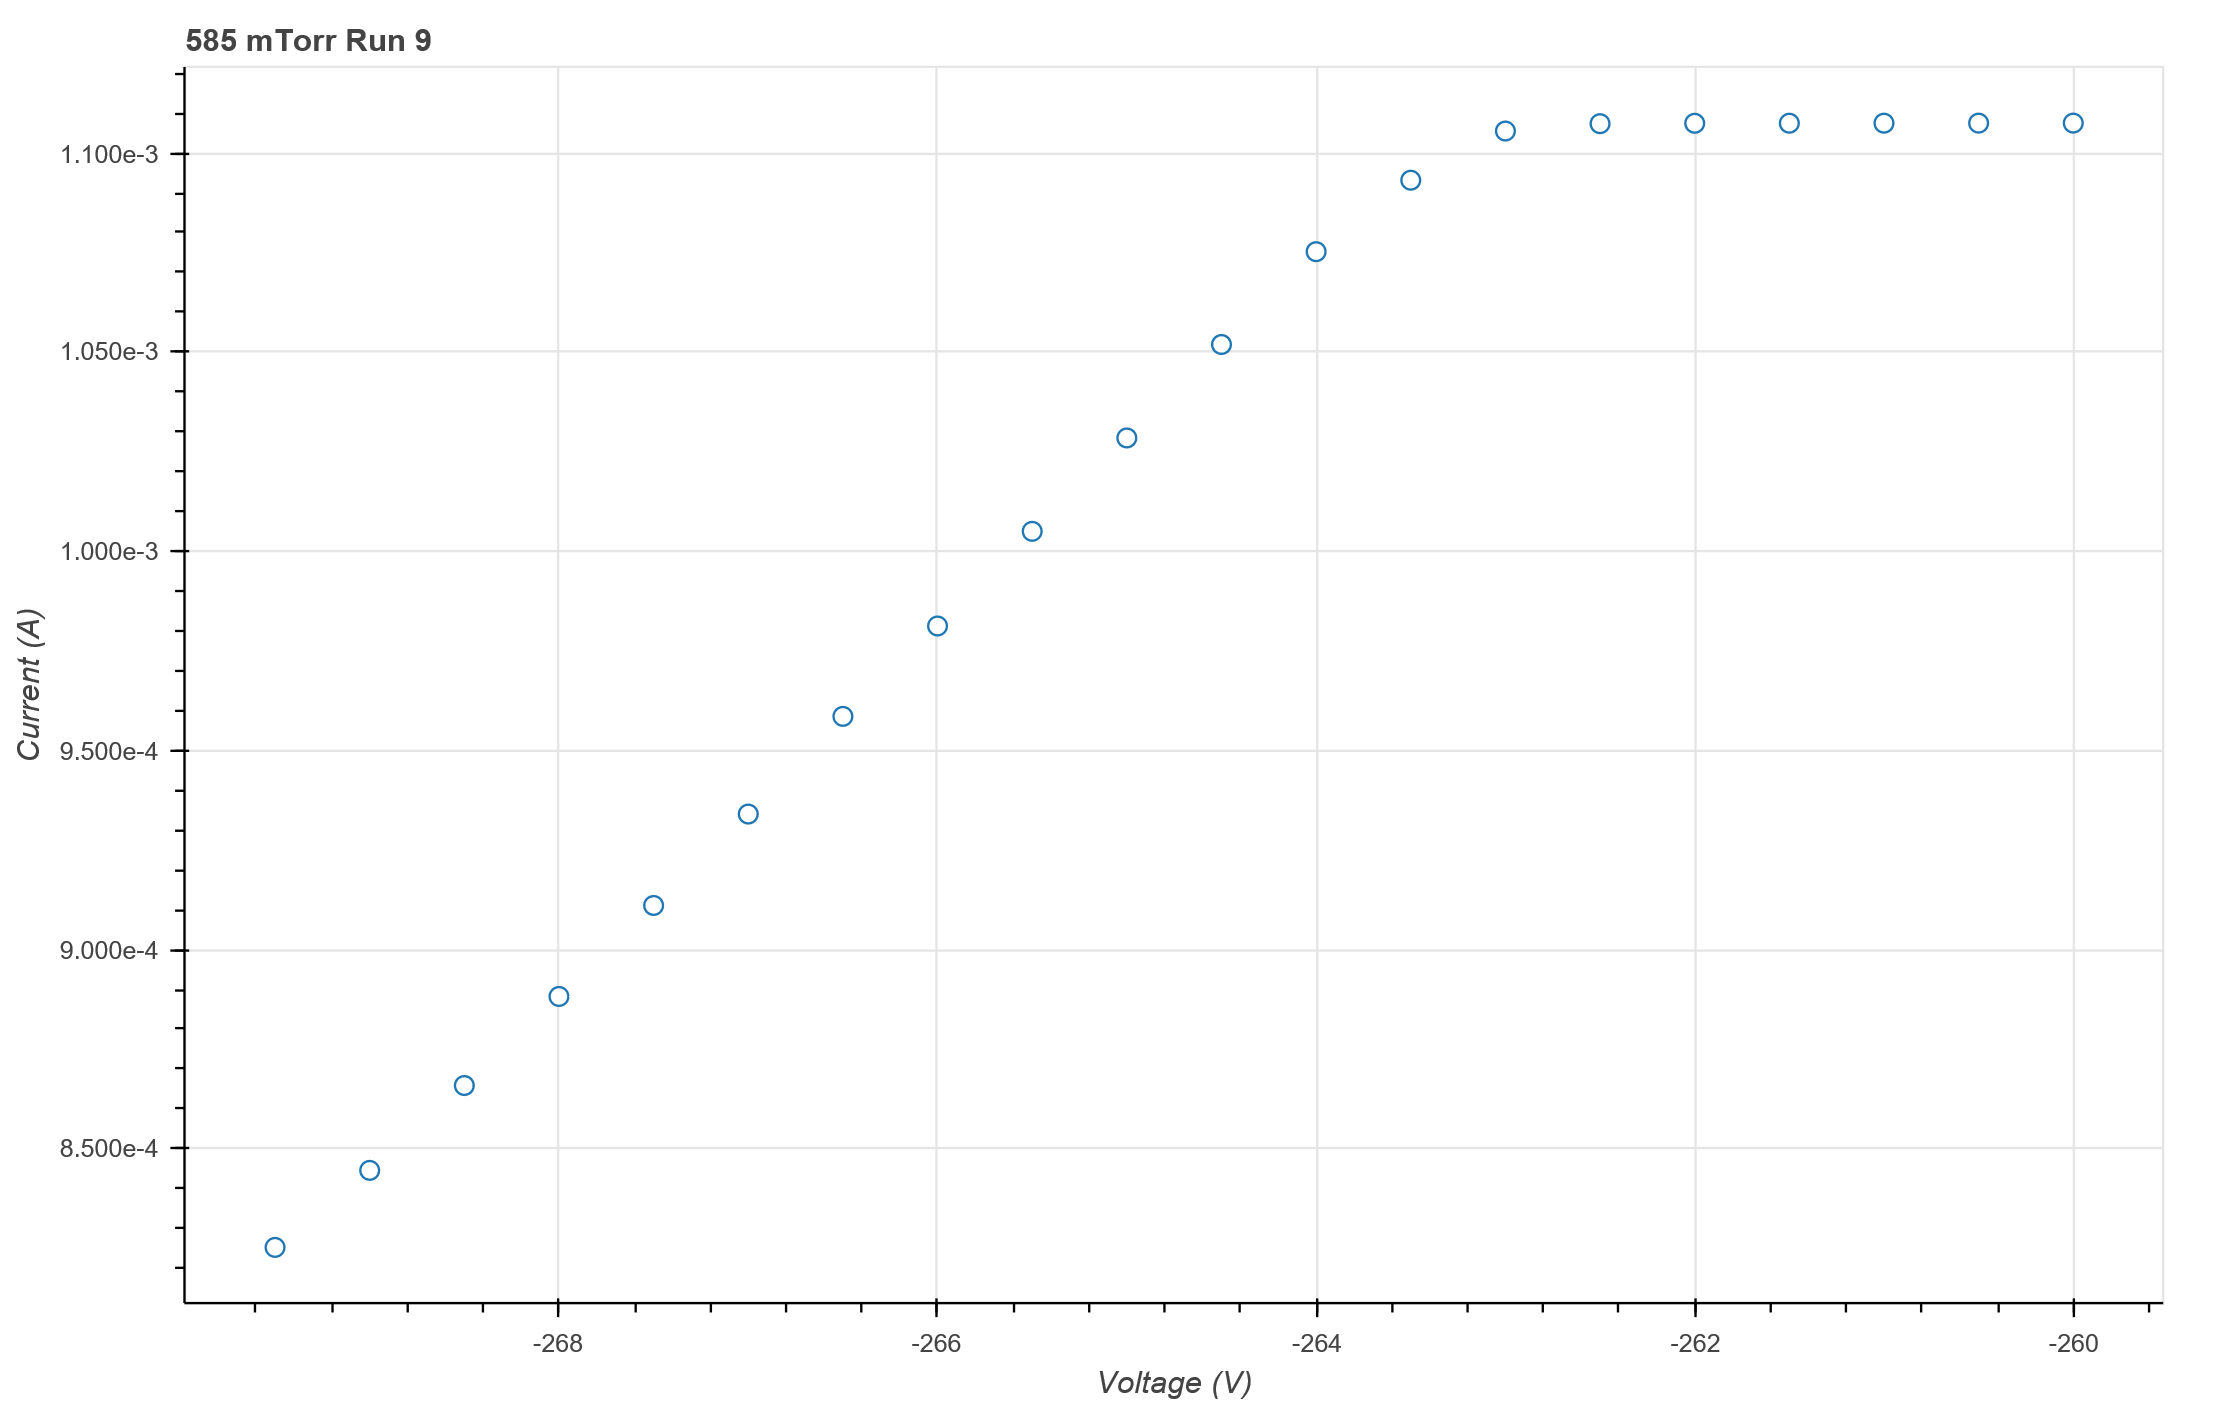 585 mTorr Run 9
1.100e-3
1.050e-3
1.000e-3
9.500e-4
9.000e-4
8.500e-4
Current (A)
-268
-266
-264
-262
-260
Voltage (V)